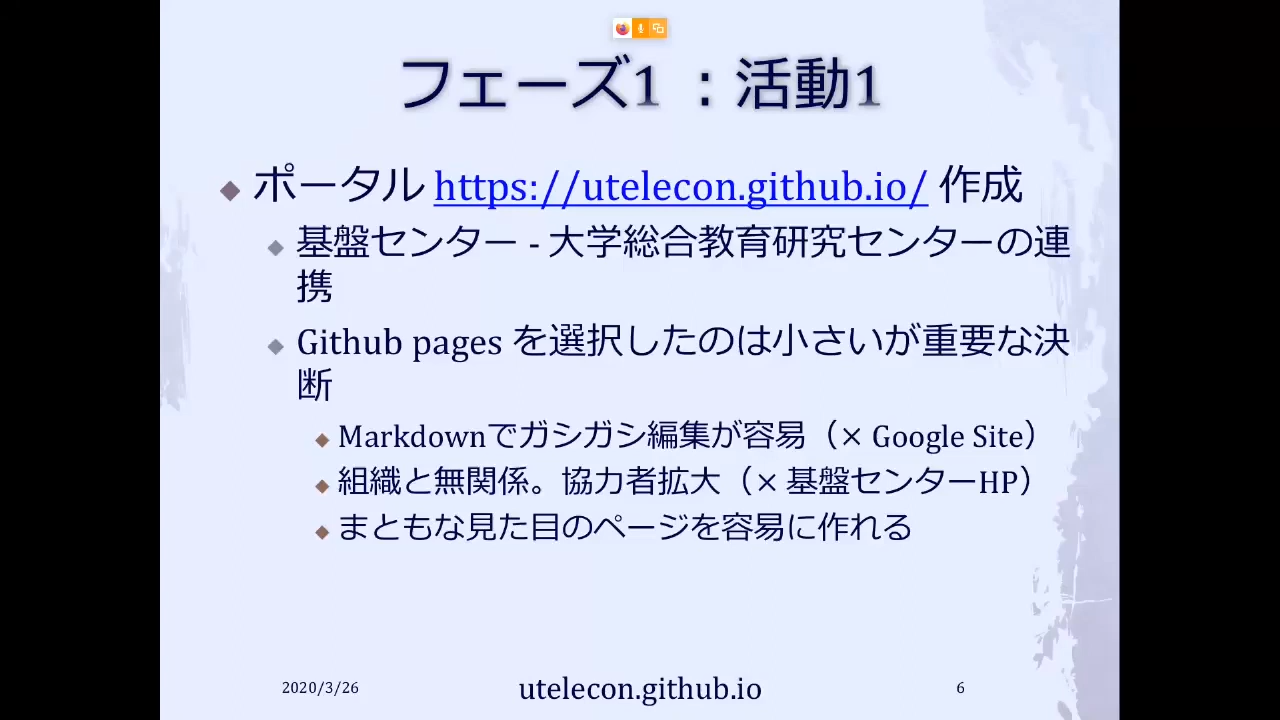 フェーズ1 ：活動1
ポータル https://utelecon.github.io/ 作成
基盤センター - 大学総合教育研究センターの連
携
Github pages を選択したのは小さいが重要な決
断
Markdownでガシガシ編集が容易（× Google Site）
組織と無関係。協力者拡大（× 基盤センターHP）
まともな見た目のページを容易に作れる
2020/3/26
utelecon.github.io
6